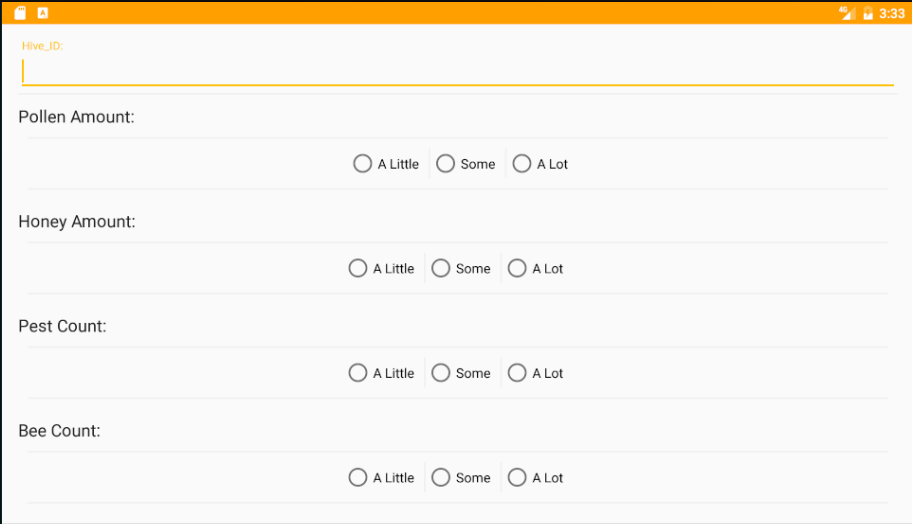 4G 3:33
Hive_ID:
Pollen Amount:
A Little Some A Lot
Honey Amount:
A Little Some A Lot
Pest Count:
A Little Some A Lot
Bee Count:
A Little Some A Lot